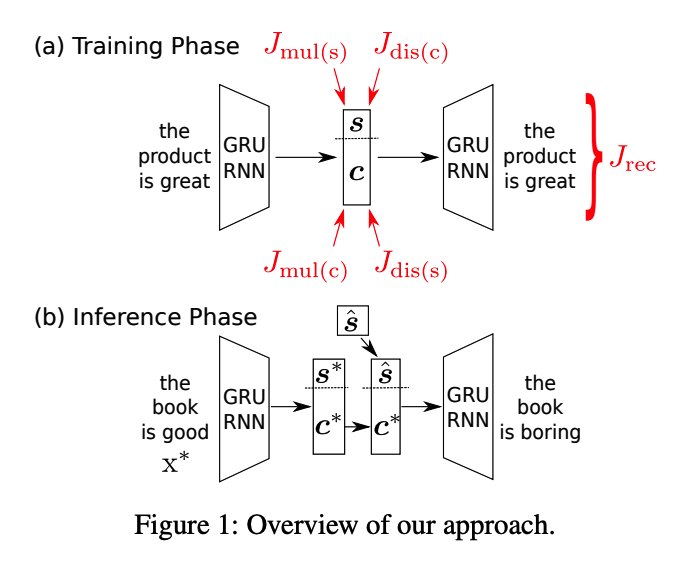 (a) Training Phase
J_mul(s) J_dis(c)
the
product
is great
GRU
RNN
s
c
GRU
RNN
the
product
is great
J_rec
J_mul(c) J_dis(s)
(b) Inference Phase
ŝ
the
book
is good
x*
GRU
RNN
s*
c*
ŝ
c*
GRU
RNN
the
book
is boring
Figure 1: Overview of our approach.